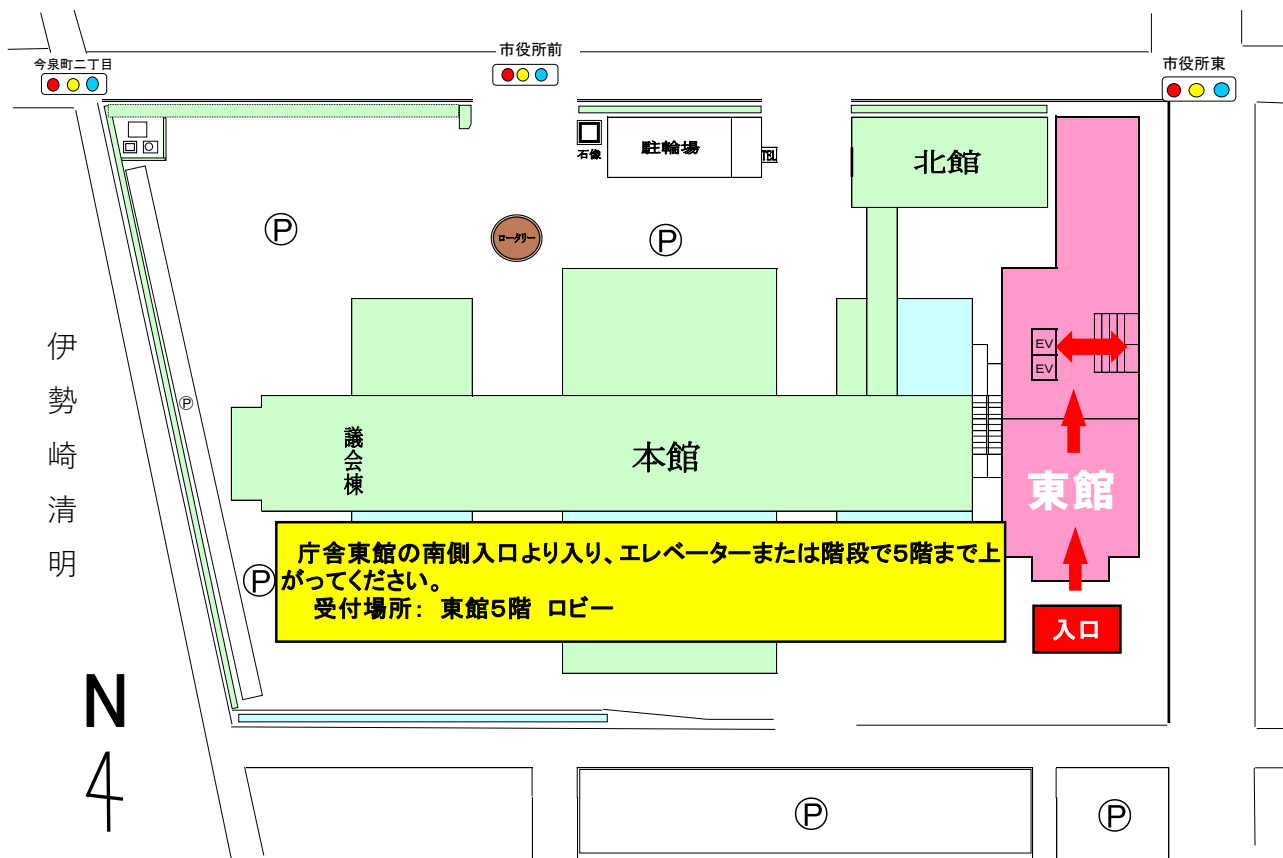 市役所前
今泉町二丁目
市役所東
石像
駐輪場
TEL
北館
P
ロータリー
P
伊勢崎清明
EV
EV
P
議会棟
本館
東館
庁舎東館の南側入口より入り、エレベーターまたは階段で5階まで上
がってください。
受付場所： 東館5階 ロビー
P
入口
N
P
P